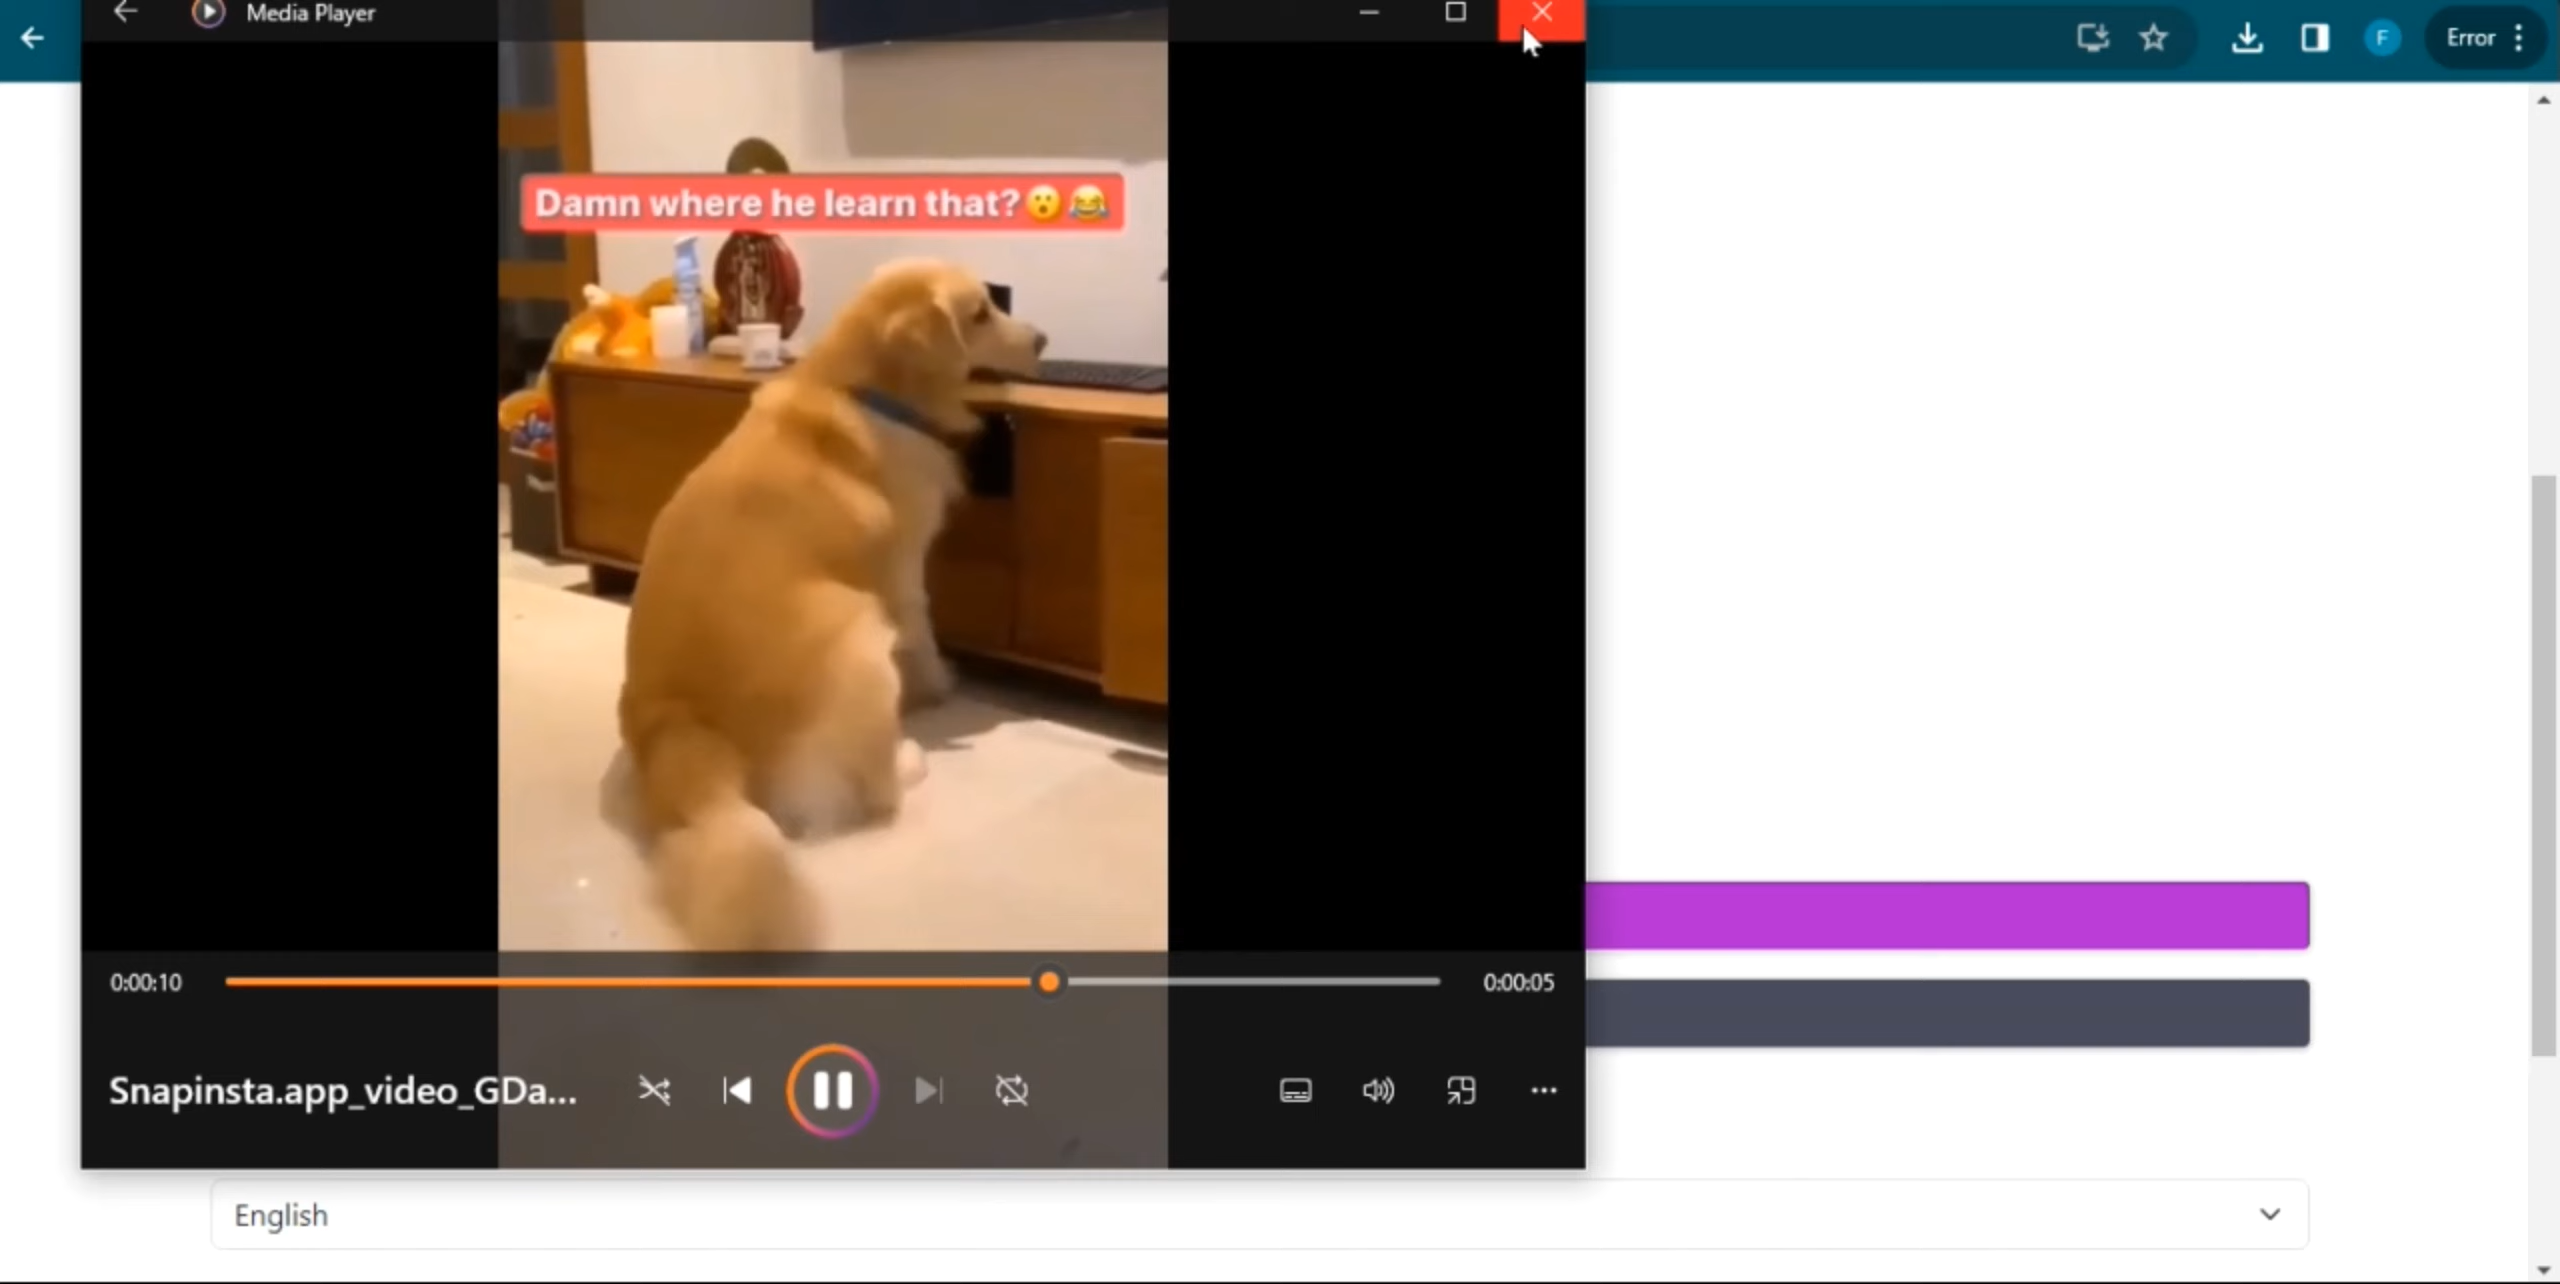 Media Player
Error
F
Damn where he learn that?😮😂
0:00:10
0:00:05
Snapinsta.app_video_GDa...
English